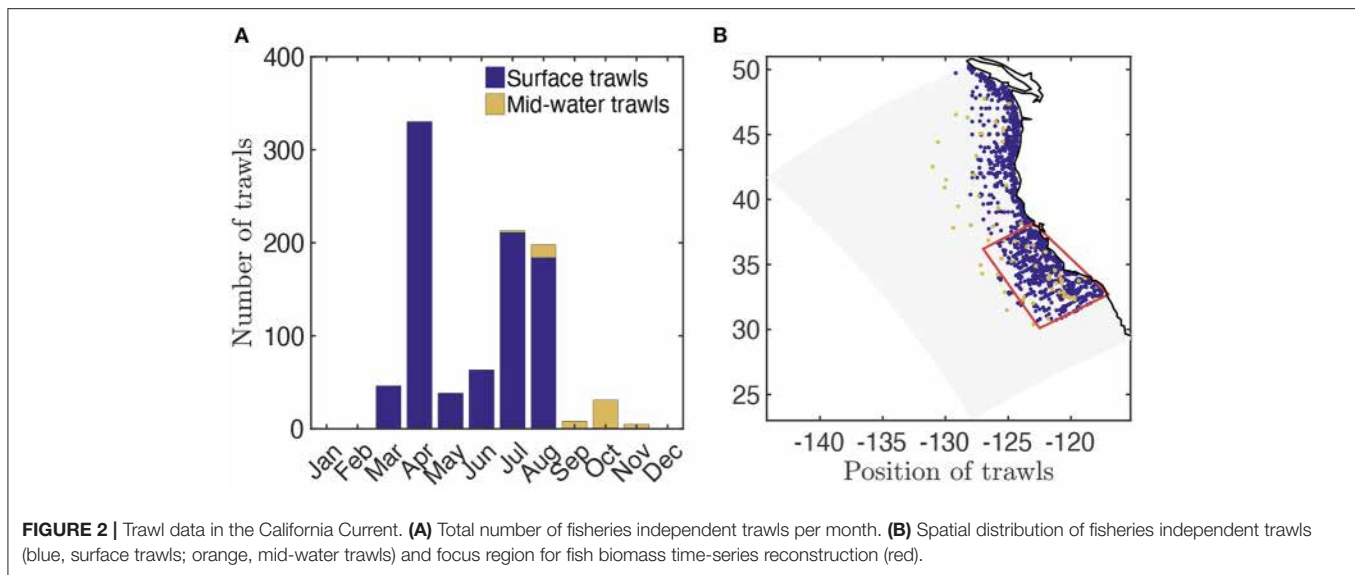 A
B
400
300
200
100
0
Number of trawls
Surface trawls
Mid-water trawls
Jan
Feb
Mar
Apr
May
Jun
Jul
Aug
Sep
Oct
Nov
Dec
50
45
40
35
30
25
-140 -135 -130 -125 -120
Position of trawls
FIGURE 2 | Trawl data in the California Current. (A) Total number of fisheries independent trawls per month. (B) Spatial distribution of fisheries independent trawls
(blue, surface trawls; orange, mid-water trawls) and focus region for fish biomass time-series reconstruction (red).